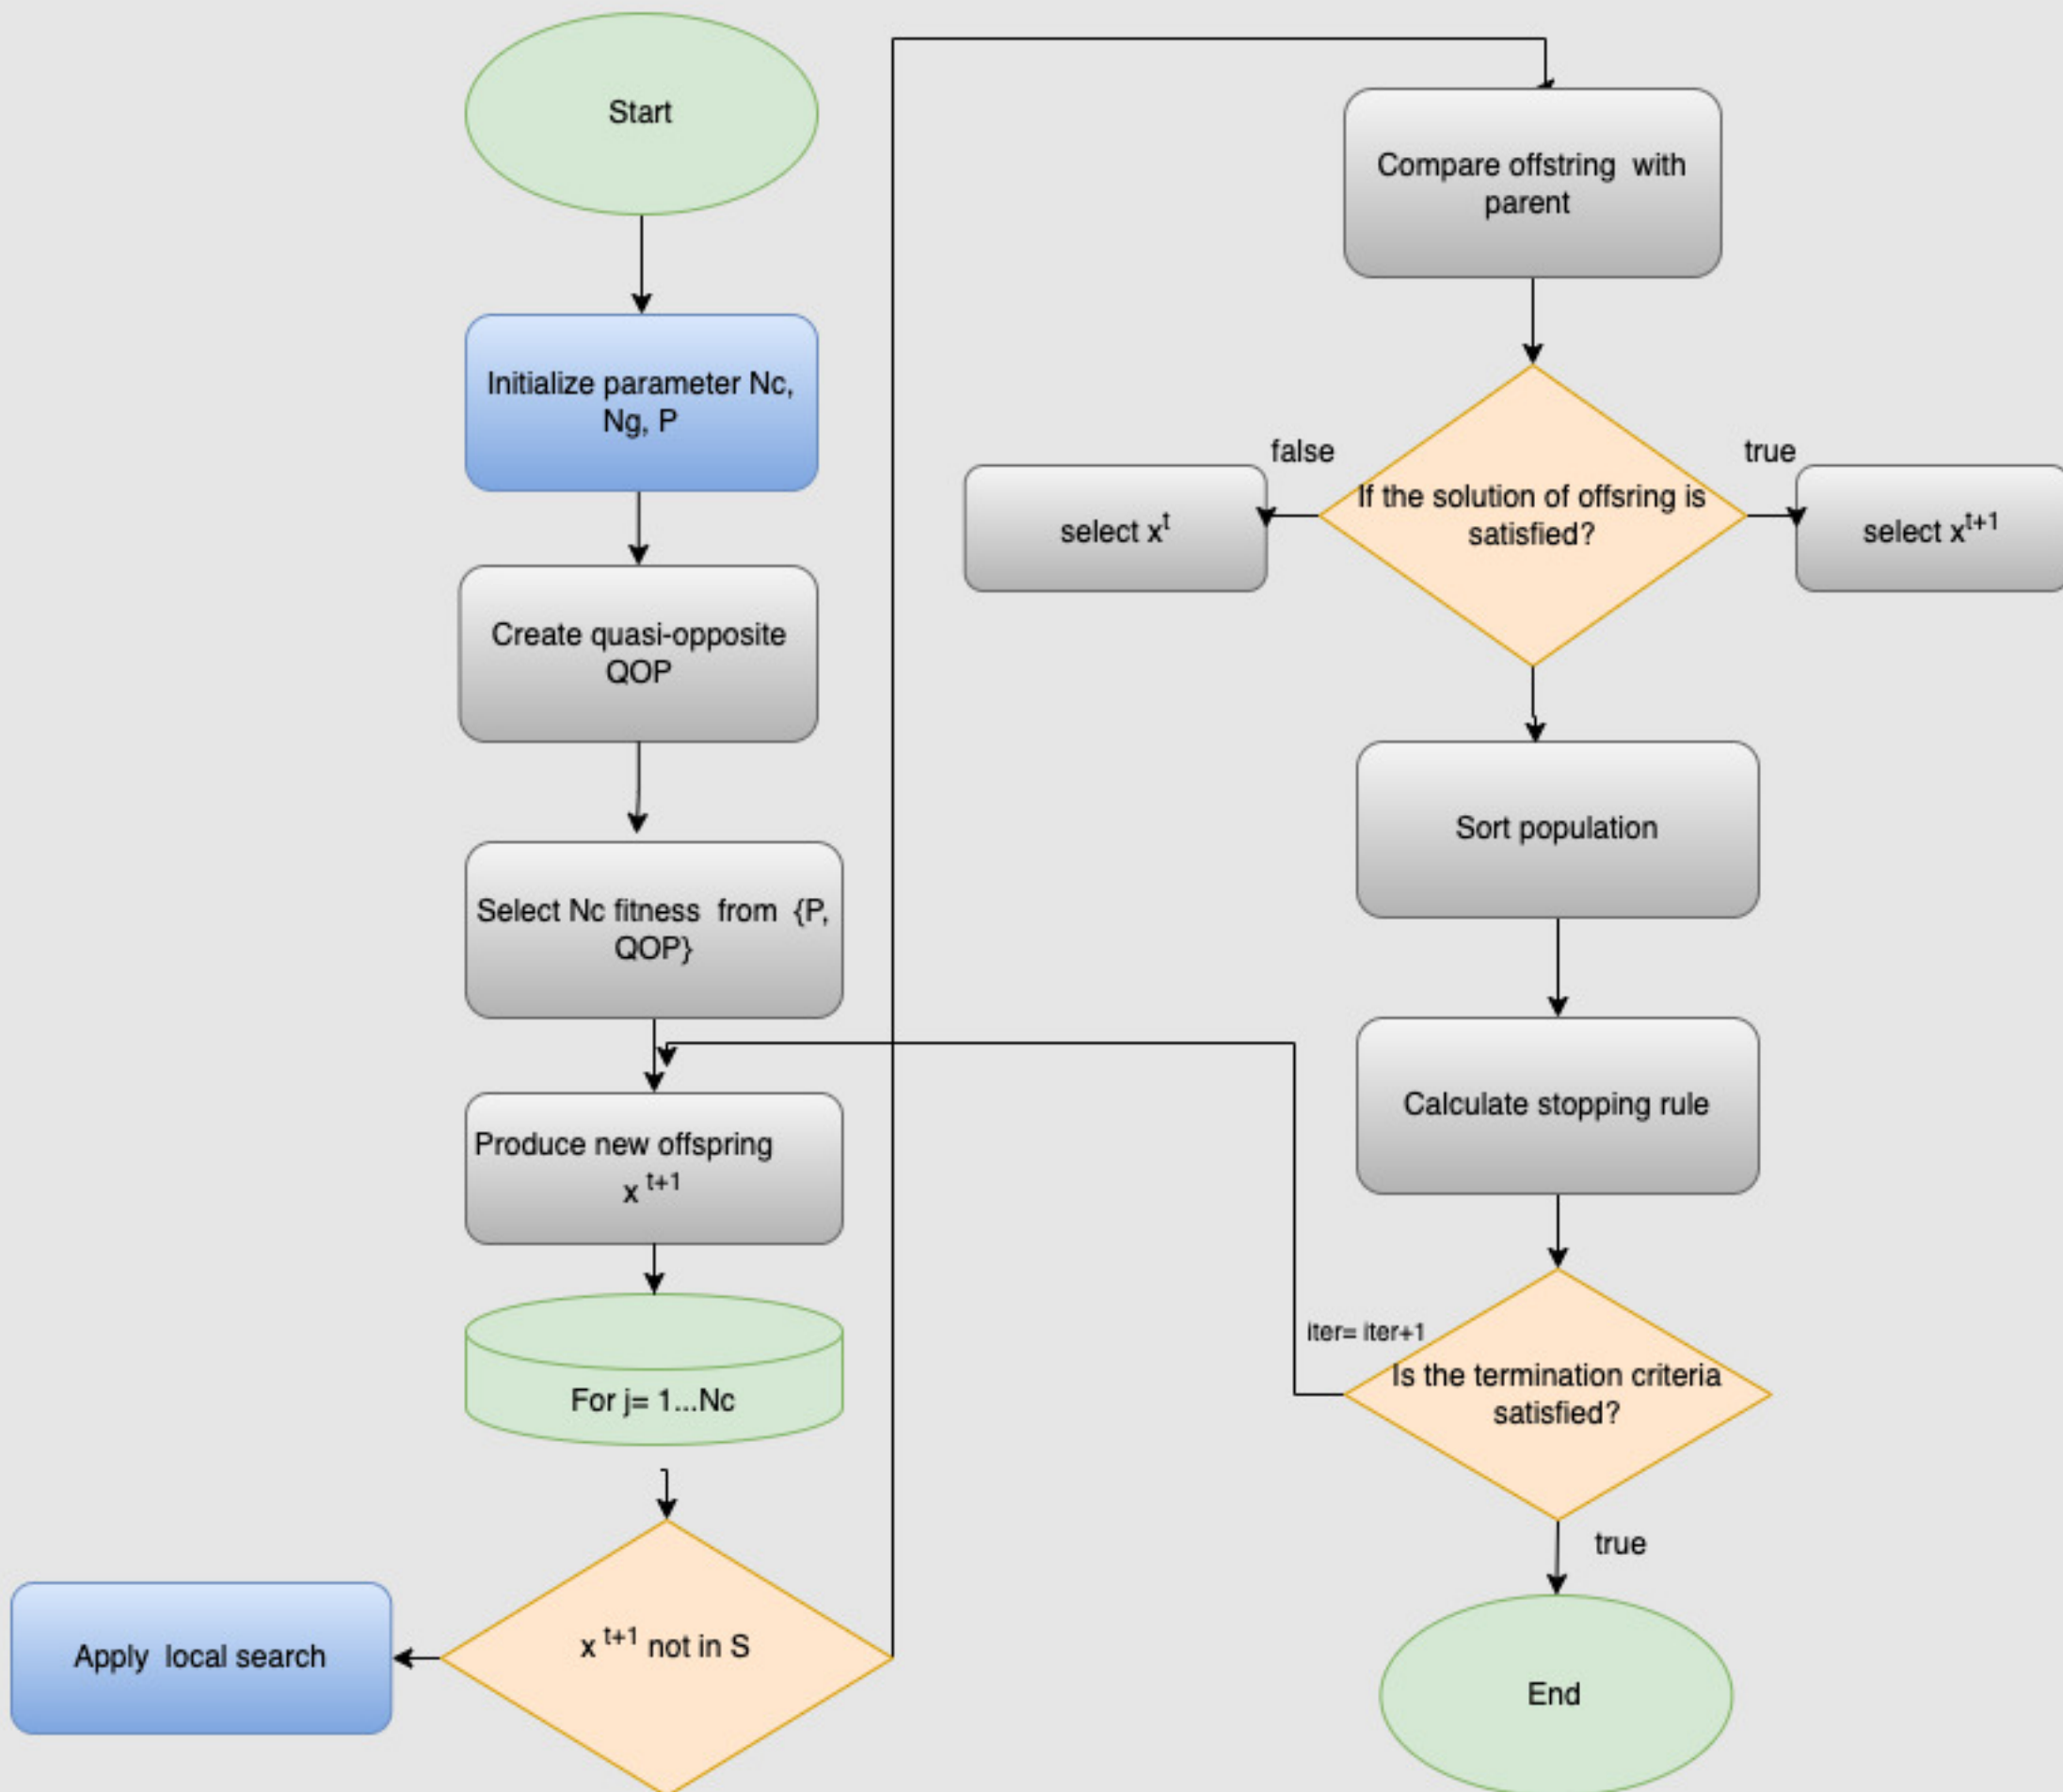 Start
Initialize parameter Nc,
Ng, P
Create quasi-opposite
QOP
Select Nc fitness from {P,
QOP}
Produce new offspring
x t+1
For j= 1...Nc
x t+1 not in S
Apply local search
Compare offstring with
parent
If the solution of offsring is
satisfied?
false
select xt
true
select xt+1
Sort population
Calculate stopping rule
Is the termination criteria
satisfied?
iter= iter+1
true
End